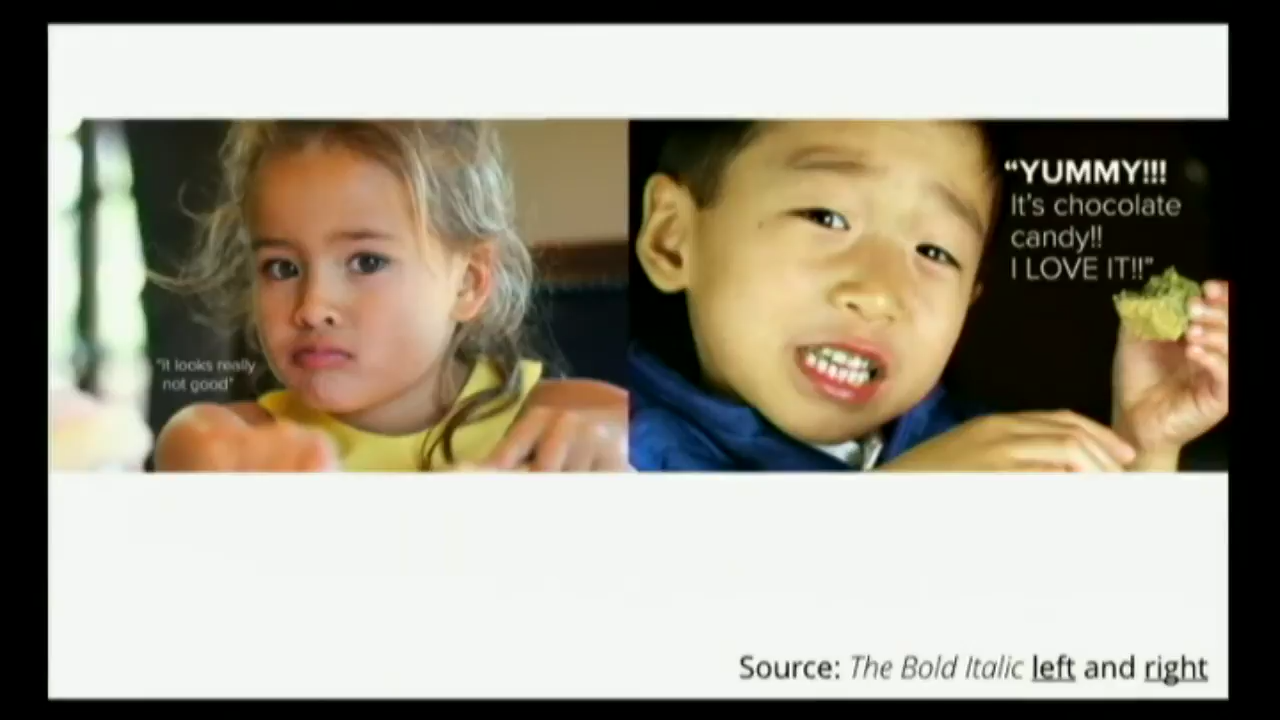 "it looks really
not good"
“YUMMY!!!
It’s chocolate
candy!!
I LOVE IT!!”
Source: The Bold Italic left and right